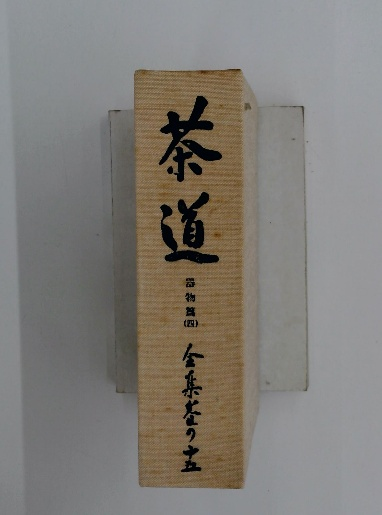 茶道
器物篇
(四)
全集巻の十五